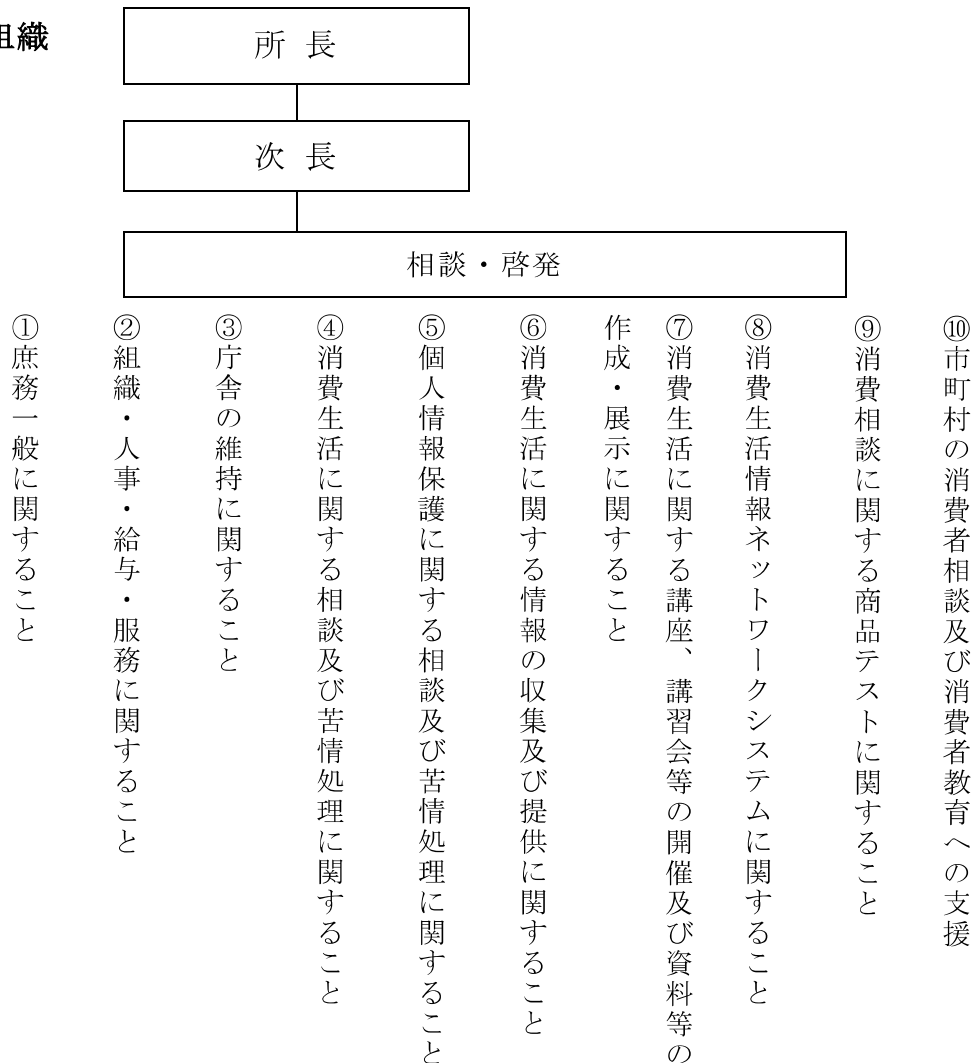 組織
所 長
次 長
相談・啓発
①庶務一般に関すること
②組織・人事・給与・服務に関すること
③庁舎の維持に関すること
④消費生活に関する相談及び苦情処理に関すること
⑤個人情報保護に関する相談及び苦情処理に関すること
⑥消費生活に関する情報の収集及び提供に関すること
⑦消費生活に関する講座、講習会等の開催及び資料等の
作成・展示に関すること
⑧消費生活情報ネットワークシステムに関すること
⑨消費相談に関する商品テストに関すること
⑩市町村の消費者相談及び消費者教育への支援